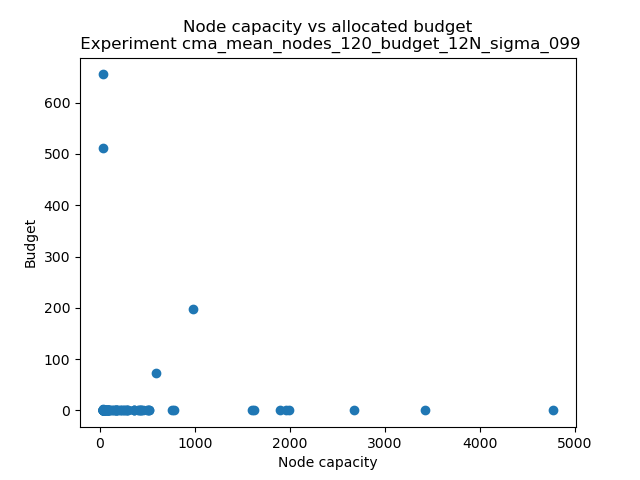 Node capacity vs allocated budget
Experiment cma_mean_nodes_120_budget_12N_sigma_099
600
500
400
300
200
100
0
Budget
0 1000 2000 3000 4000 5000
Node capacity